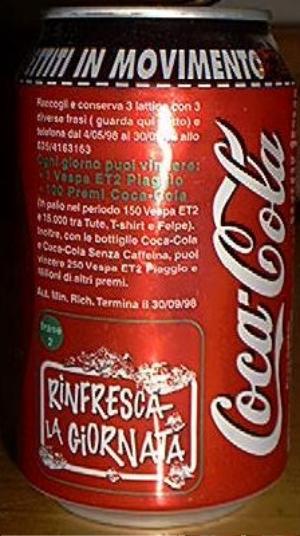 TITI IN MOVIMENTO
Raccogli e conserva 3 lattine con 3
diverse frasi ( guarda qui sotto) e
telefona dal 4/05/98 al 30/09/98 allo
035/4163163
Ogni giorno puoi vincere:
• 1 Vespa ET2 Piaggio
• 100 Premi Coca-Cola
(in palio nel periodo 150 Vespa ET2
e 15.000 tra Tute, T-shirt e Felpe).
Inoltre, con le bottiglie Coca-Cola
e Coca-Cola Senza Caffeina, puoi
vincere 250 Vespa ET2 Piaggio e
milioni di altri premi.
Aut. Min. Rich. Termina il 30/09/98
Frase
2
RINFRESCA
LA GIORNATA
Coca-Cola